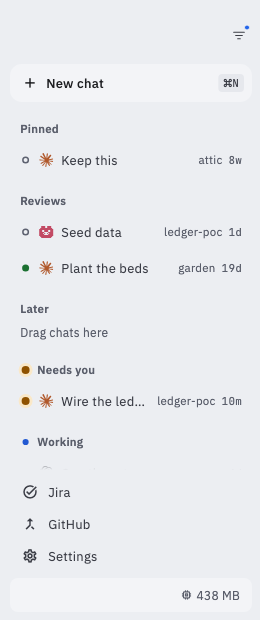 New chat ⌘N
Pinned
Keep this attic 8w
Reviews
Seed data ledger-poc 1d
Plant the beds garden 19d
Later
Drag chats here
Needs you
Wire the led... ledger-poc 10m
Working
Jira
GitHub
Settings
438 MB